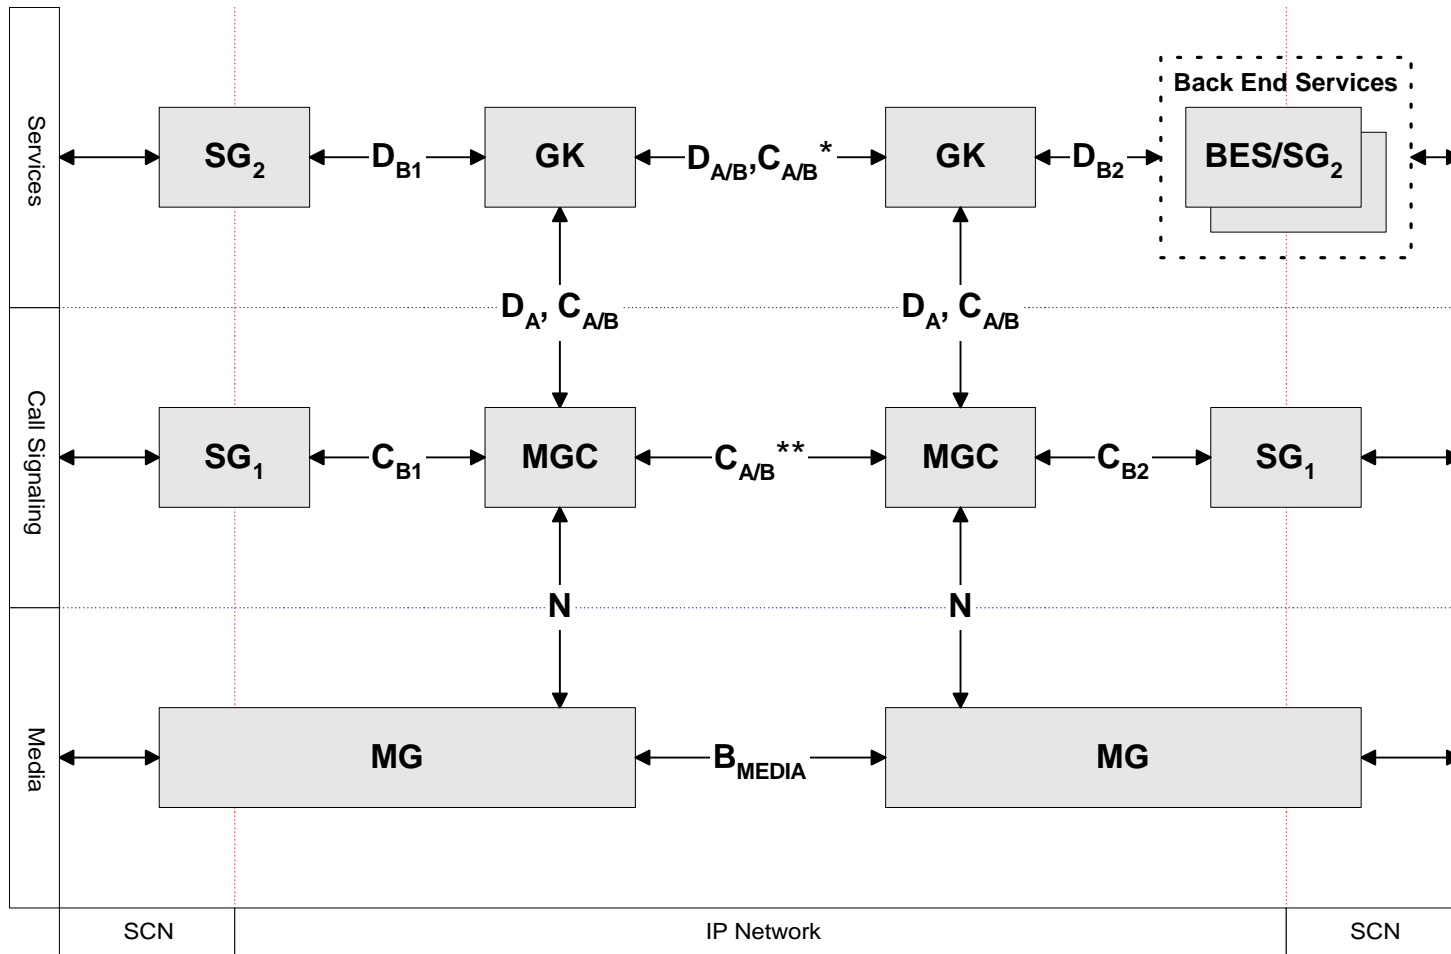 Back End Services
Services
SG2
DB1
GK
DA/B,CA/B*
GK
DB2
BES/SG2
DA, CA/B
DA, CA/B
Call Signaling
SG1
CB1
MGC
CA/B**
MGC
CB2
SG1
N
N
Media
MG
BMEDIA
MG
SCN
IP Network
SCN